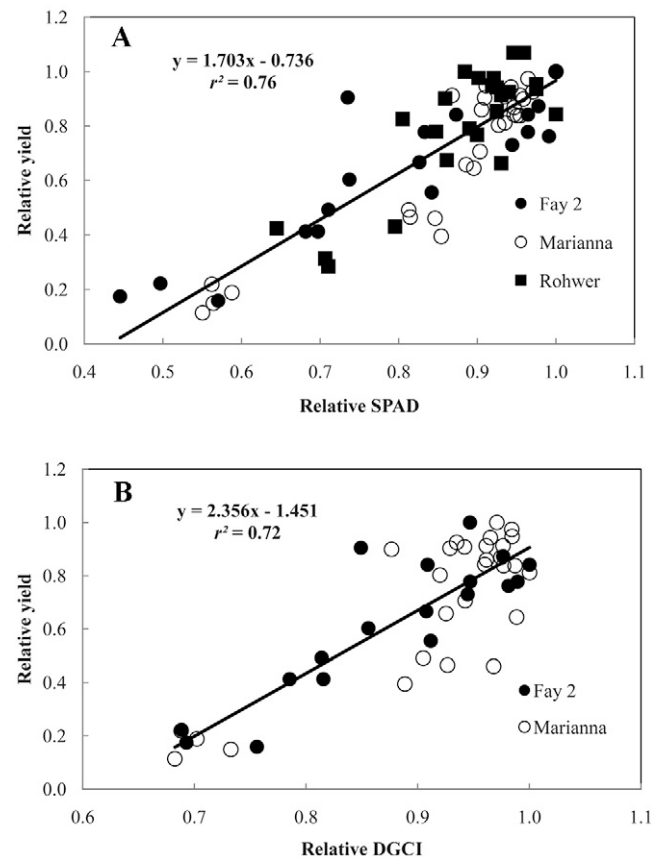 A
y = 1.703x - 0.736
r² = 0.76
1.2
1.0
0.8
0.6
0.4
0.2
0.0
Relative yield
Fay 2
Marianna
Rohwer
0.4 0.5 0.6 0.7 0.8 0.9 1.0 1.1
Relative SPAD
B
y = 2.356x - 1.451
r² = 0.72
1.2
1.0
0.8
0.6
0.4
0.2
0.0
Relative yield
Fay 2
Marianna
0.6 0.7 0.8 0.9 1.0 1.1
Relative DGCI